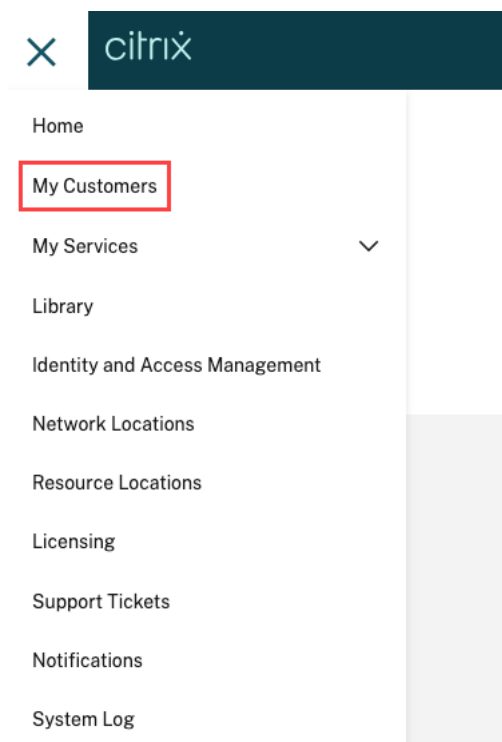 citrix
Home
My Customers
My Services
Library
Identity and Access Management
Network Locations
Resource Locations
Licensing
Support Tickets
Notifications
System Log